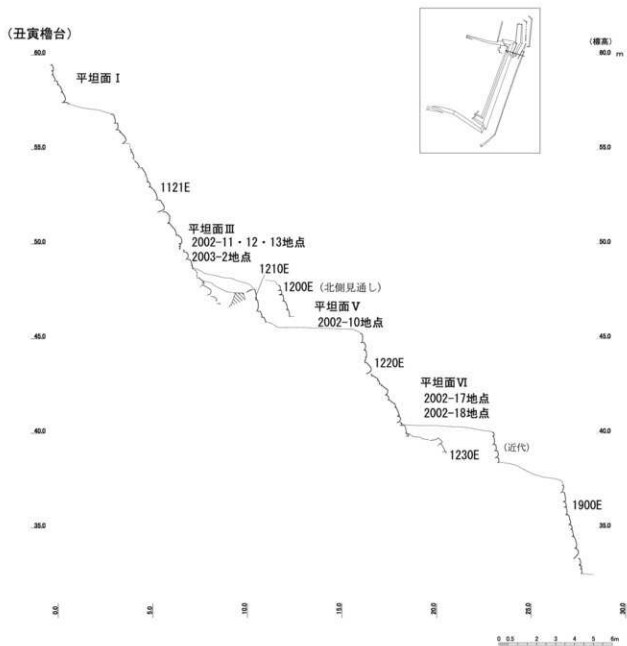 （丑寅櫓台）
60.0
平坦面Ⅰ
（標高）
60.0 m
55.0
55.0
1121E
平坦面Ⅲ
2002-11・12・13地点
2003-2地点
50.0
50.0
1210E
1200E（北側見通し）
平坦面Ⅴ
2002-10地点
45.0
45.0
1220E
平坦面Ⅵ
2002-17地点
2002-18地点
40.0
40.0
（近代）
1230E
1900E
35.0
35.0
0.0
5.0
10.0
15.0
20.0
25.0
30.0
0 0.5 2 3 4 5 6m